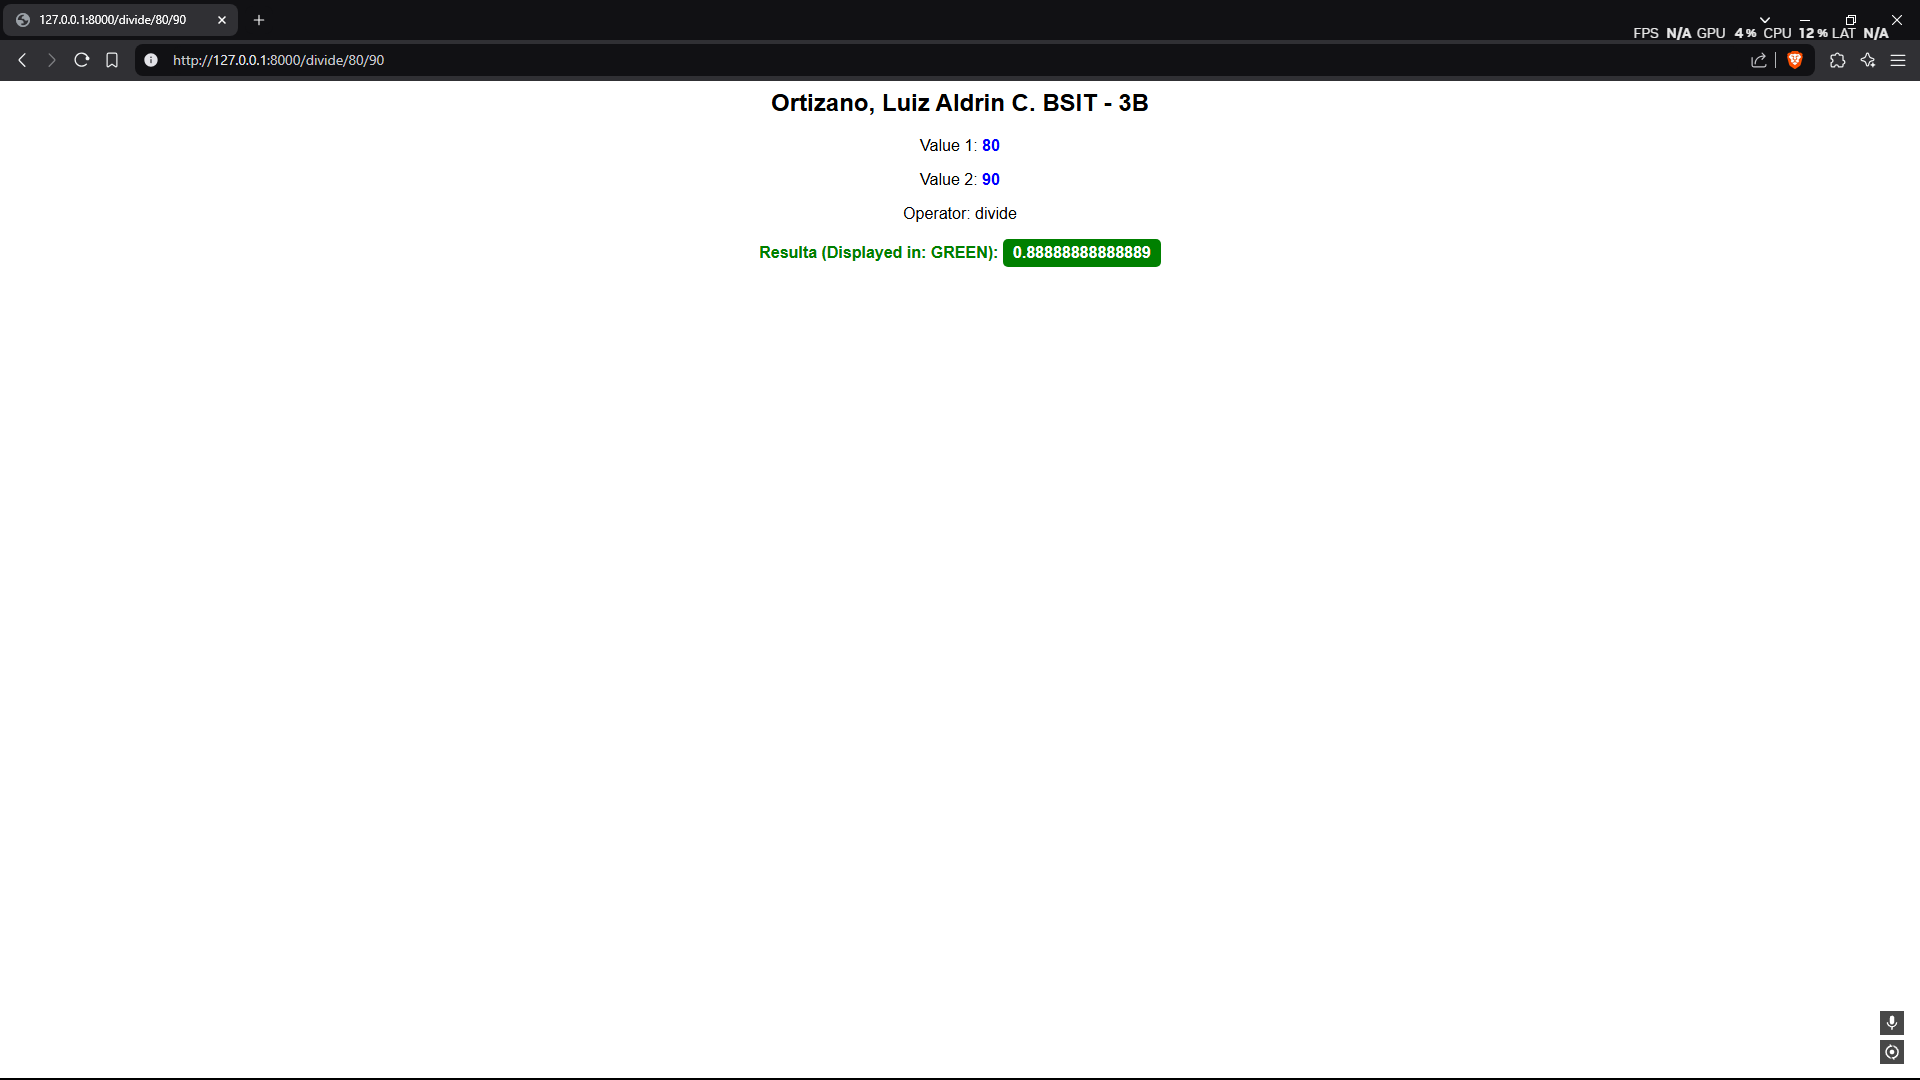 127.0.0.1:8000/divide/80/90
FPS N/A GPU 4% CPU 12% LAT N/A
http://127.0.0.1:8000/divide/80/90
Ortizano, Luiz Aldrin C. BSIT - 3B
Value 1: 80
Value 2: 90
Operator: divide
Resulta (Displayed in: GREEN): 0.88888888888889